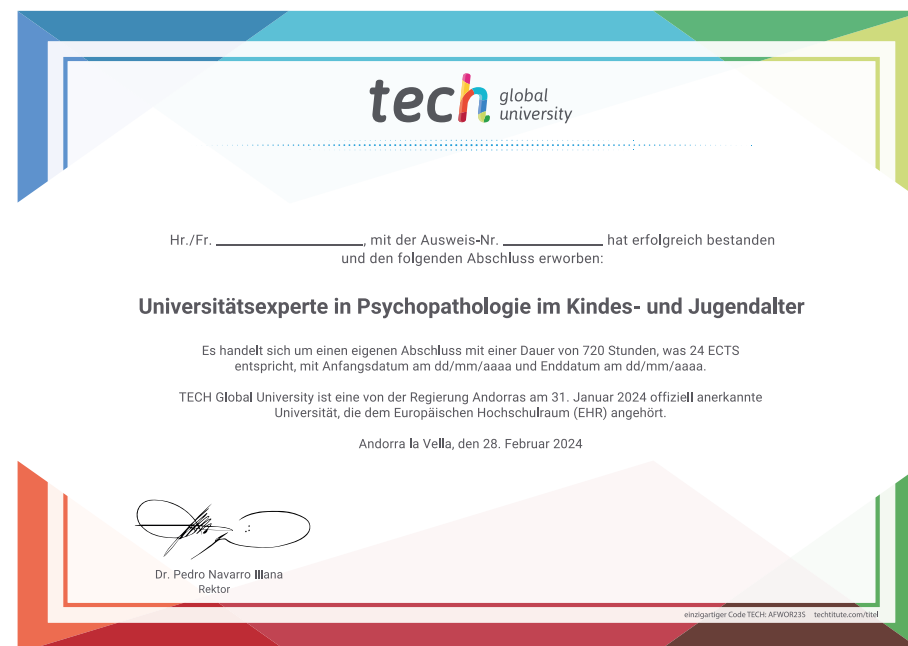 tech global university
Hr./Fr. ____________________, mit der Ausweis-Nr. ______________ hat erfolgreich bestanden
und den folgenden Abschluss erworben:
Universitätsexperte in Psychopathologie im Kindes- und Jugendalter
Es handelt sich um einen eigenen Abschluss mit einer Dauer von 720 Stunden, was 24 ECTS
entspricht, mit Anfangsdatum am dd/mm/aaaa und Enddatum am dd/mm/aaaa.
TECH Global University ist eine von der Regierung Andorras am 31. Januar 2024 offiziell anerkannte
Universität, die dem Europäischen Hochschulraum (EHR) angehört.
Andorra la Vella, den 28. Februar 2024
Dr. Pedro Navarro Illana
Rektor
einzigartiger Code TECH: AFWOR23S techtitute.com/titel